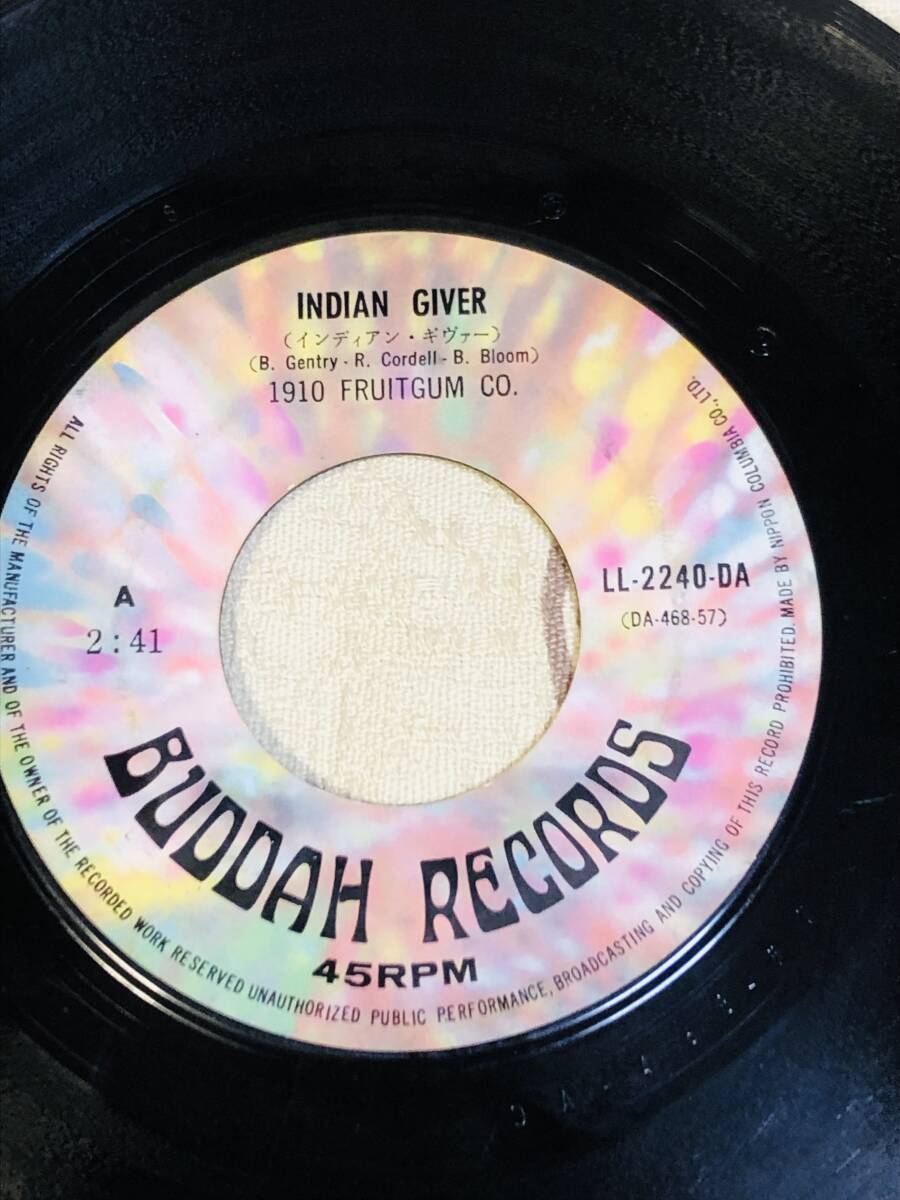 INDIAN GIVER
(インディアン・ギヴァー)
(B. Gentry - R. Cordell - B. Bloom)
1910 FRUITGUM CO.
A
2:41
LL-2240-DA
(DA-468-57)
BUDDAH RECORDS
45RPM
ALL RIGHTS OF THE MANUFACTURER AND OF THE OWNER OF THE RECORDED WORK RESERVED UNAUTHORIZED PUBLIC PERFORMANCE, BROADCASTING AND COPYING OF THIS RECORD PROHIBITED. MADE BY NIPPON COLUMBIA CO., LTD.